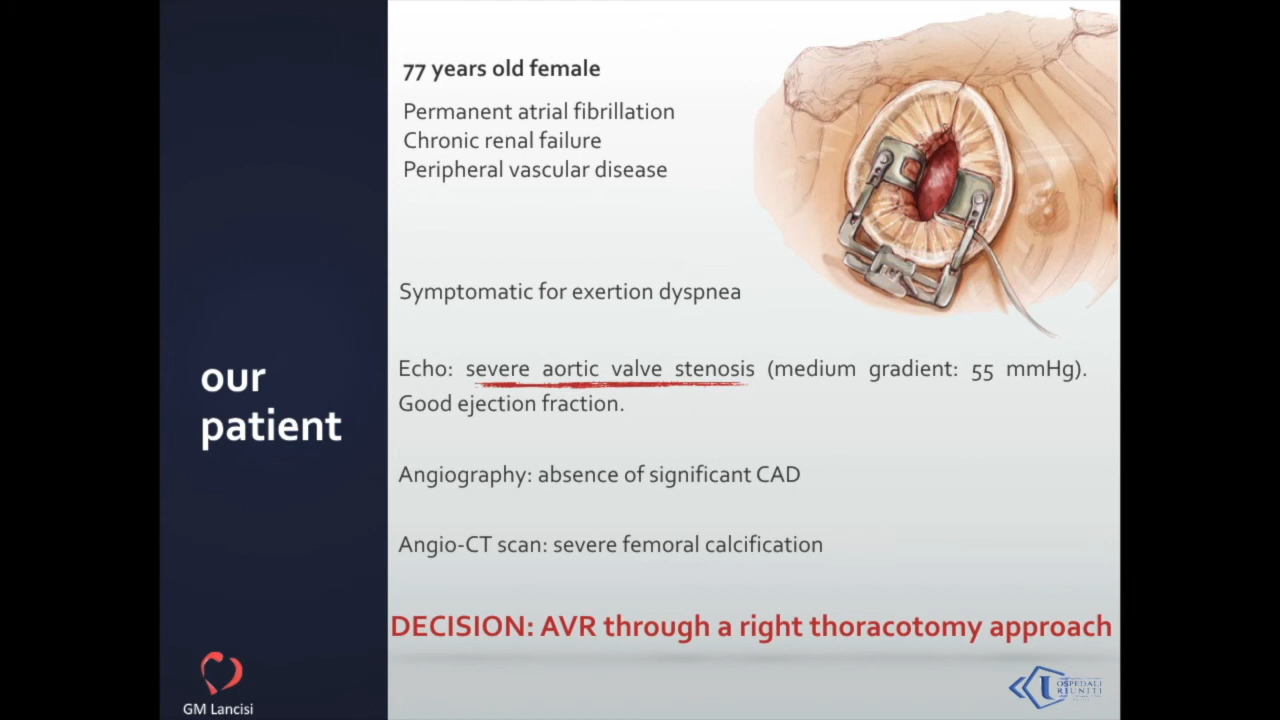 77 years old female
Permanent atrial fibrillation
Chronic renal failure
Peripheral vascular disease
Symptomatic for exertion dyspnea
our
patient
Echo: severe aortic valve stenosis (medium gradient: 55 mmHg).
Good ejection fraction.
Angiography: absence of significant CAD
Angio-CT scan: severe femoral calcification
DECISION: AVR through a right thoracotomy approach
GM Lancisi
OSPEDALI
RIUNITI